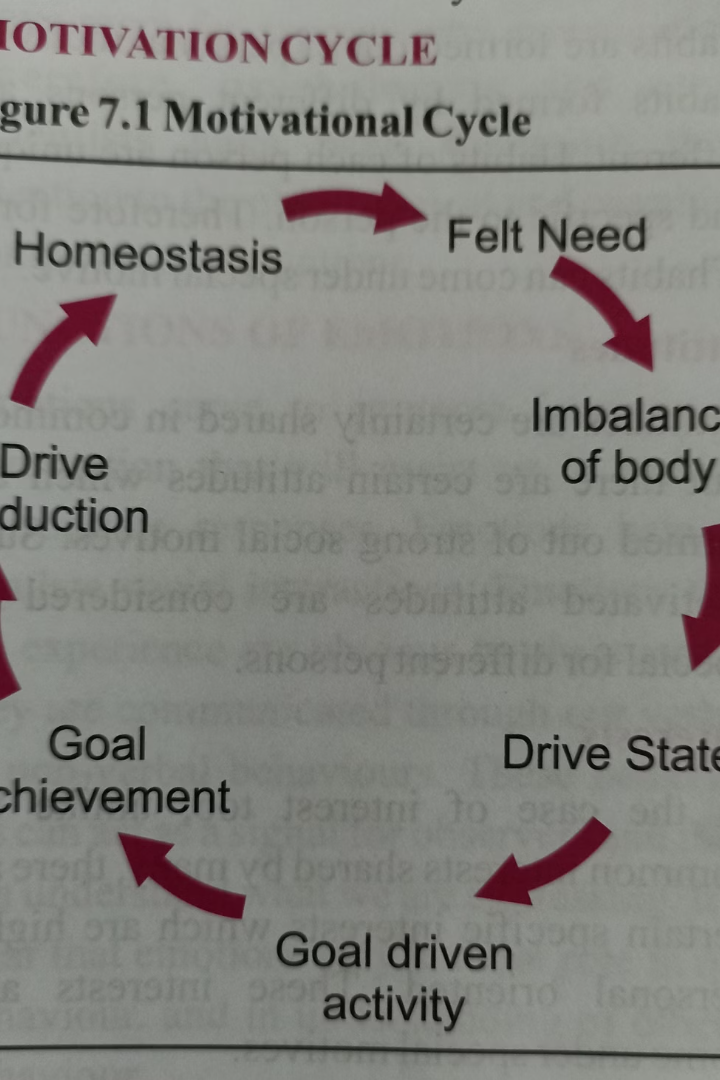 MOTIVATION CYCLE
gure 7.1 Motivational Cycle
Homeostasis
Felt Need
Imbalanc
of body
Drive State
Goal driven
activity
Goal
chievement
Drive
duction